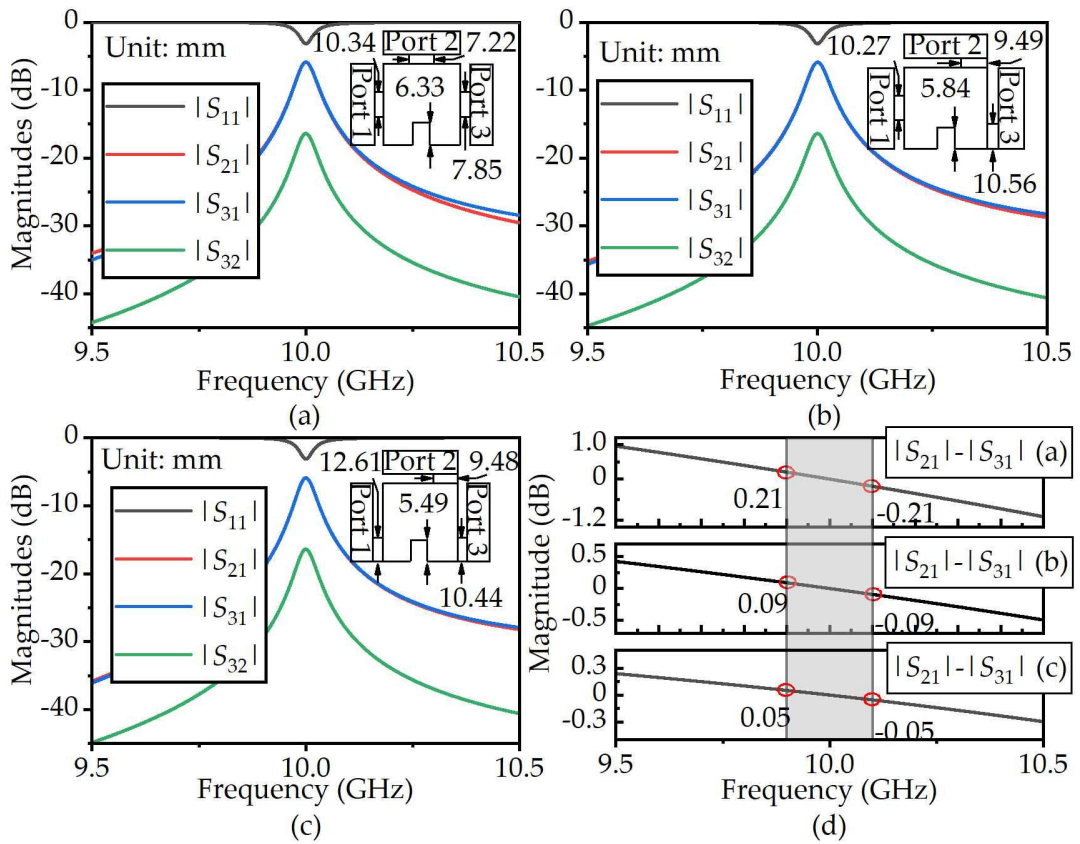 0
-10
-20
-30
-40
Magnitudes (dB)
Unit: mm
|S11|
|S21|
|S31|
|S32|
10.34
Port 2
7.22
Port 1
6.33
Port 3
7.85
9.5
10.0
10.5
Frequency (GHz)
(a)
0
-10
-20
-30
-40
Magnitudes (dB)
Unit: mm
|S11|
|S21|
|S31|
|S32|
10.27
Port 2
9.49
Port 1
5.84
Port 3
10.56
9.5
10.0
10.5
Frequency (GHz)
(b)
0
-10
-20
-30
-40
Magnitudes (dB)
Unit: mm
|S11|
|S21|
|S31|
|S32|
12.61
Port 2
9.48
Port 1
5.49
Port 3
10.44
9.5
10.0
10.5
Frequency (GHz)
(c)
Magnitude (dB)
1.0
0
-1.2
|S21|-|S31| (a)
0.21
-0.21
0.5
0
-0.5
|S21|-|S31| (b)
0.09
-0.09
0.3
0
-0.3
|S21|-|S31| (c)
0.05
-0.05
9.5
10.0
10.5
Frequency (GHz)
(d)